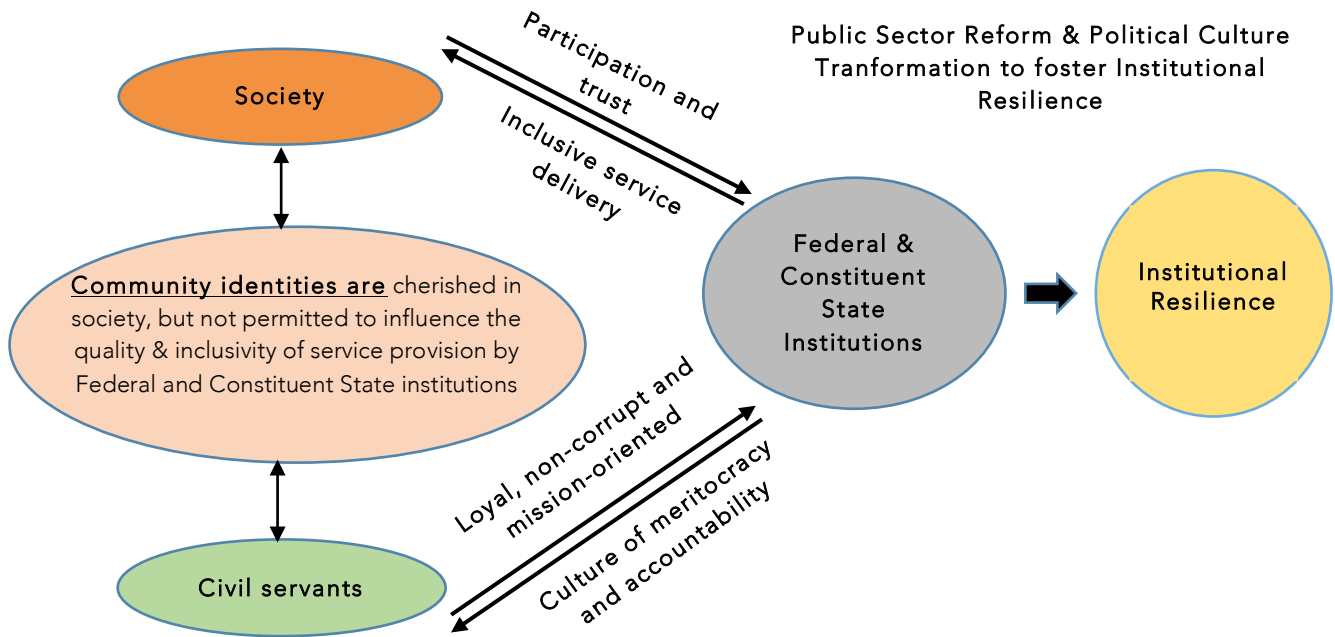 Public Sector Reform & Political Culture
Tranformation to foster Institutional
Resilience
Society
Participation and
trust
Inclusive service
delivery
Community identities are cherished in
society, but not permitted to influence the
quality & inclusivity of service provision by
Federal and Constituent State institutions
Federal &
Constituent
State
Institutions
Institutional
Resilience
Loyal, non-corrupt and
mission-oriented
Culture of meritocracy
and accountability
Civil servants